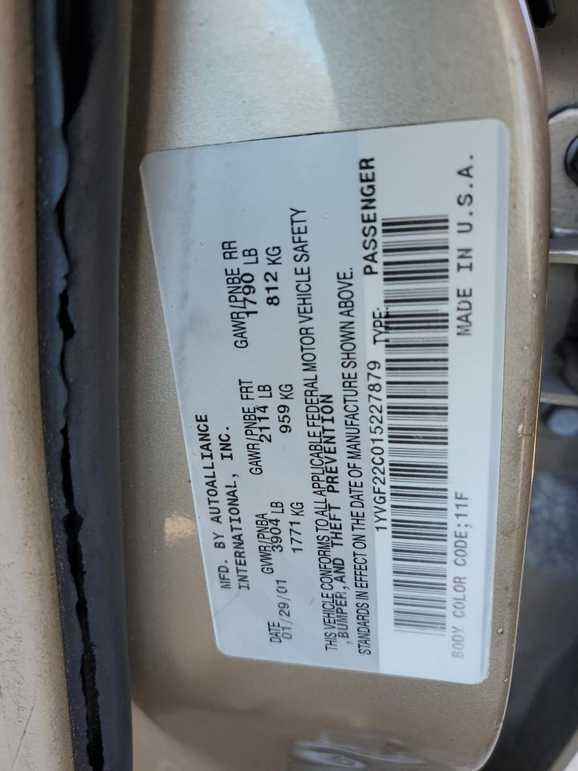 MFD. BY AUTOALLIANCE
INTERNATIONAL, INC.
DATE
01/29/01
GVWR/PNBA
3904 LB
1771 KG
GAWR/PNBE FRT
2114 LB
959 KG
GAWR/PNBE RR
1790 LB
812 KG
THIS VEHICLE CONFORMS TO ALL APPLICABLE FEDERAL MOTOR VEHICLE SAFETY
, BUMPER, AND THEFT PREVENTION
STANDARDS IN EFFECT ON THE DATE OF MANUFACTURE SHOWN ABOVE.
1YVGF22C015227879 TYPE: PASSENGER
BODY COLOR CODE;11F
MADE IN U.S.A.